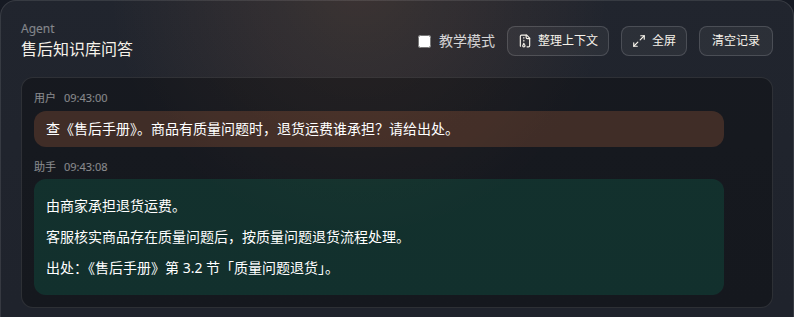 Agent
售后知识库问答
教学模式
整理上下文
全屏
清空记录
用户 09:43:00
查《售后手册》。商品有质量问题时，退货运费谁承担？请给出处。
助手 09:43:08
由商家承担退货运费。
客服核实商品存在质量问题后，按质量问题退货流程处理。
出处：《售后手册》第 3.2 节「质量问题退货」。